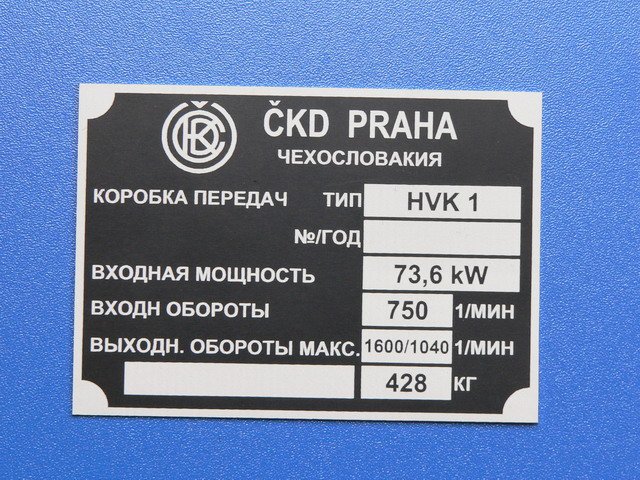 ČKD PRAHA
ЧЕХОСЛОВАКИЯ
КОРОБКА ПЕРЕДАЧ ТИП HVK 1
№/ГОД
ВХОДНАЯ МОЩНОСТЬ 73,6 kW
ВХОДН ОБОРОТЫ 750 1/МИН
ВЫХОДН. ОБОРОТЫ МАКС. 1600/1040 1/МИН
428 КГ